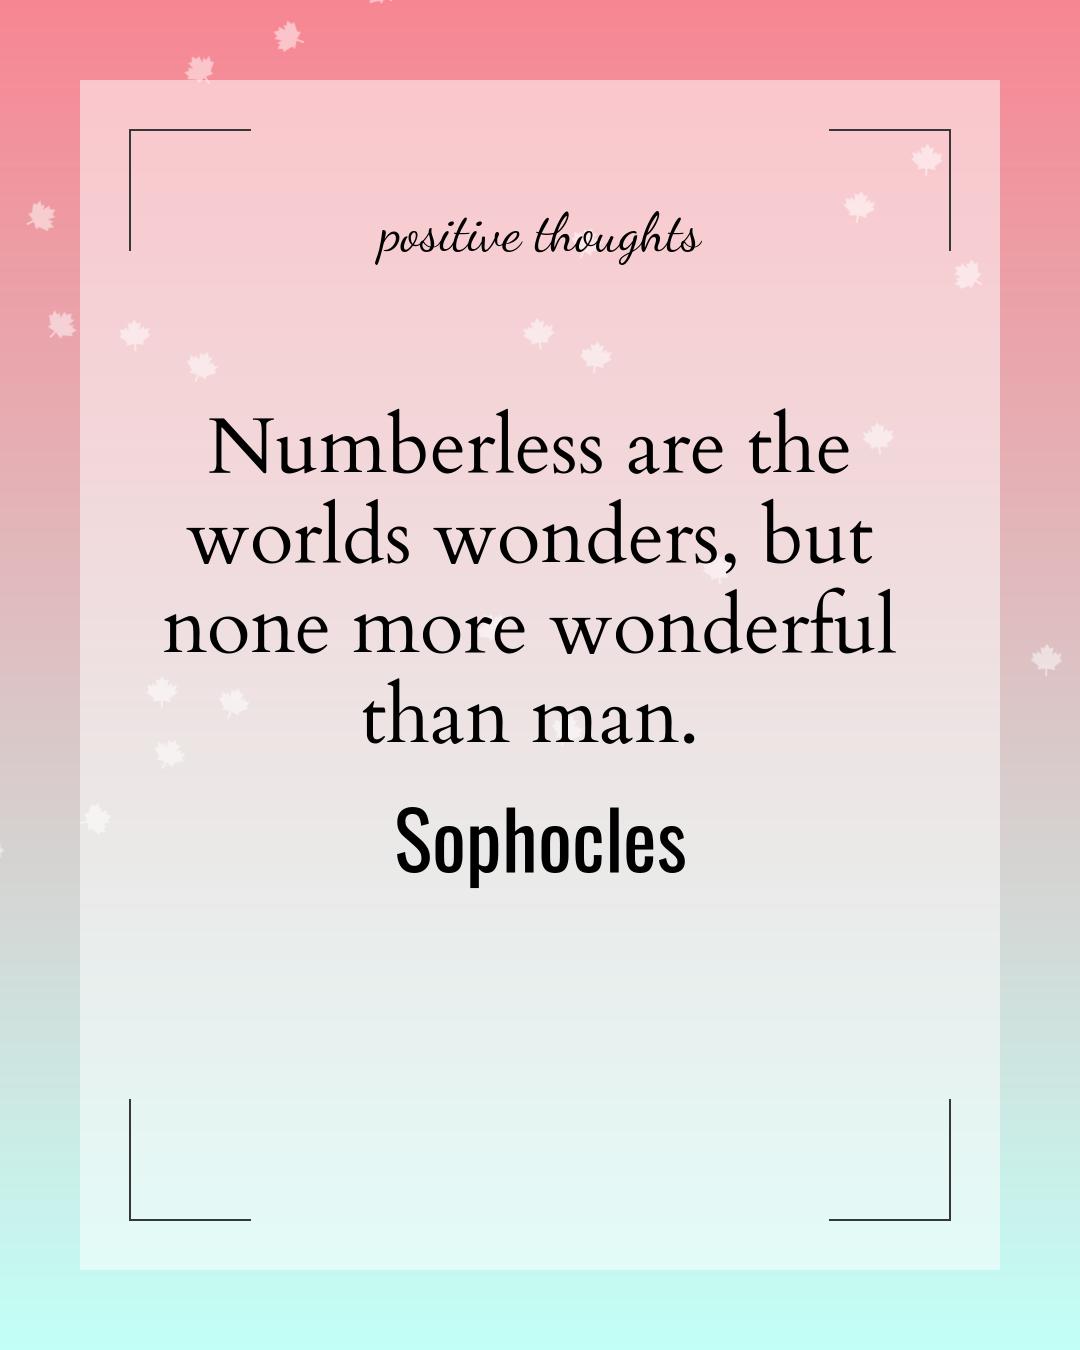 positive thoughts
Numberless are the
worlds wonders, but
none more wonderful
than man.
Sophocles